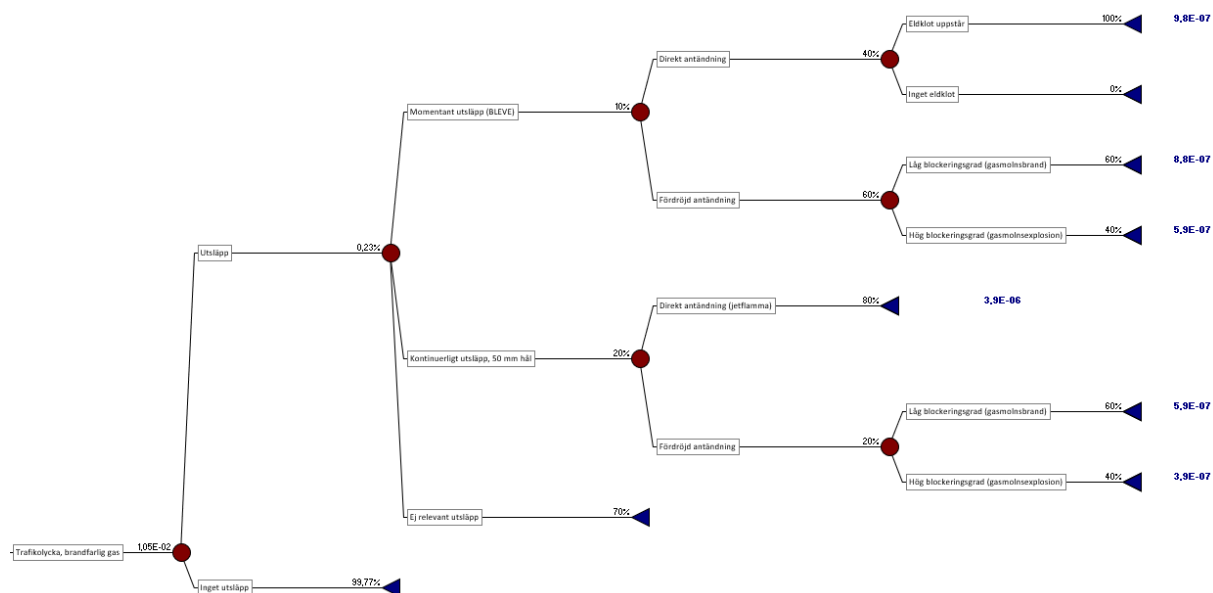 Eldklot uppstår 100% 9,8E-07
Direkt antändning 40%
Inget eldklot 0%
Momentant utsläpp (BLEVE) 10%
Låg blockeringsgrad (gasmolnsbrand) 60% 8,8E-07
Fördröjd antändning 60%
Hög blockeringsgrad (gasmolnsexplosion) 40% 5,9E-07
Utsläpp 0,23%
Direkt antändning (jetflamma) 80% 3,9E-06
Kontinuerligt utsläpp, 50 mm hål 20%
Låg blockeringsgrad (gasmolnsbrand) 60% 5,9E-07
Fördröjd antändning 20%
Hög blockeringsgrad (gasmolnsexplosion) 40% 3,9E-07
Ej relevant utsläpp 70%
Trafikolycka, brandfarlig gas 1,05E-02
Inget utsläpp 99,77%